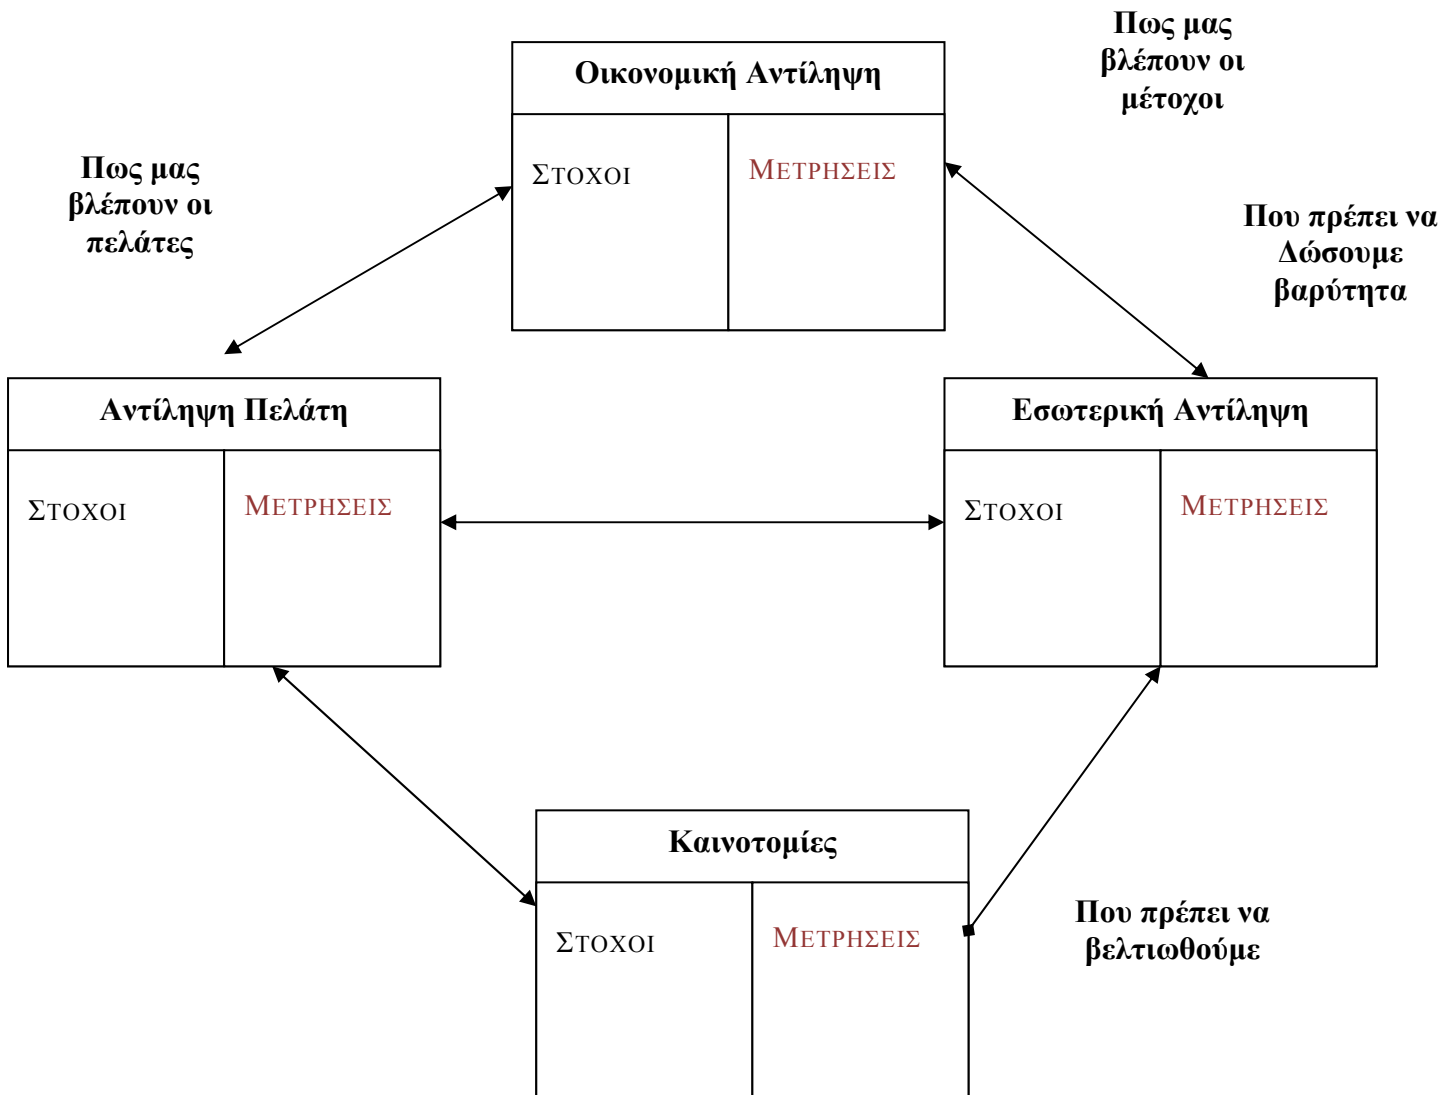 Πως μας
βλέπουν οι
μέτοχοι
Οικονομική Αντίληψη
ΣΤΟΧΟΙ
ΜΕΤΡΗΣΕΙΣ
Πως μας
βλέπουν οι
πελάτες
Που πρέπει να
Δώσουμε
βαρύτητα
Αντίληψη Πελάτη
ΣΤΟΧΟΙ
ΜΕΤΡΗΣΕΙΣ
Εσωτερική Αντίληψη
ΣΤΟΧΟΙ
ΜΕΤΡΗΣΕΙΣ
Καινοτομίες
ΣΤΟΧΟΙ
ΜΕΤΡΗΣΕΙΣ
Που πρέπει να
βελτιωθούμε